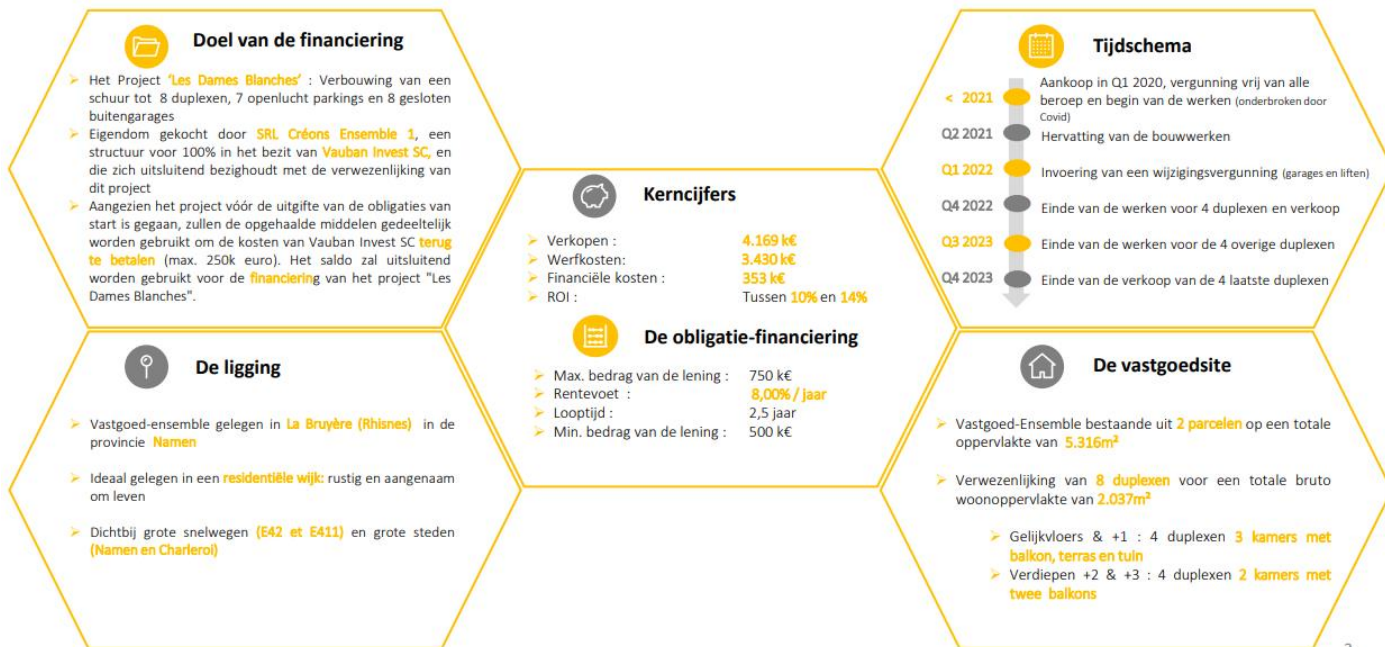 Doel van de financiering
➢ Het Project 'Les Dames Blanches' : Verbouwing van een
schuur tot 8 duplexen, 7 openlucht parkings en 8 gesloten
buitengarages
➢ Eigendom gekocht door SRL Créons Ensemble 1, een
structuur voor 100% in het bezit van Vauban Invest SC, en
die zich uitsluitend bezighoudt met de verwezenlijking van
dit project
➢ Aangezien het project vóór de uitgifte van de obligaties van
start is gegaan, zullen de opgehaalde middelen gedeeltelijk
worden gebruikt om de kosten van Vauban Invest SC terug
te betalen (max. 250k euro). Het saldo zal uitsluitend
worden gebruikt voor de financiering van het project "Les
Dames Blanches".
De ligging
➢ Vastgoed-ensemble gelegen in La Bruyère (Rhisnes) in de
provincie Namen
➢ Ideaal gelegen in een residentiële wijk: rustig en aangenaam
om leven
➢ Dichtbij grote snelwegen (E42 et E411) en grote steden
(Namen en Charleroi)
Kerncijfers
➢ Verkopen : 4.169 k€
➢ Werfkosten: 3.430 k€
➢ Financiële kosten : 353 k€
➢ ROI : Tussen 10% en 14%
De obligatie-financiering
➢ Max. bedrag van de lening : 750 k€
➢ Rentevoet : 8,00% / jaar
➢ Looptijd : 2,5 jaar
➢ Min. bedrag van de lening : 500 k€
Tijdschema
Aankoop in Q1 2020, vergunning vrij van alle
< 2021 beroep en begin van de werken (onderbroken door
Covid)
Q2 2021 Hervatting van de bouwwerken
Q1 2022 Invoering van een wijzigingsvergunning (garages en liften)
Q4 2022 Einde van de werken voor 4 duplexen en verkoop
Q3 2023 Einde van de werken voor de 4 overige duplexen
Q4 2023 Einde van de verkoop van de 4 laatste duplexen
De vastgoedsite
➢ Vastgoed-Ensemble bestaande uit 2 parcelen op een totale
oppervlakte van 5.316m²
➢ Verwezenlijking van 8 duplexen voor een totale bruto
woonoppervlakte van 2.037m²
➢ Gelijkvloers & +1 : 4 duplexen 3 kamers met
balkon, terras en tuin
➢ Verdiepen +2 & +3 : 4 duplexen 2 kamers met
twee balkons